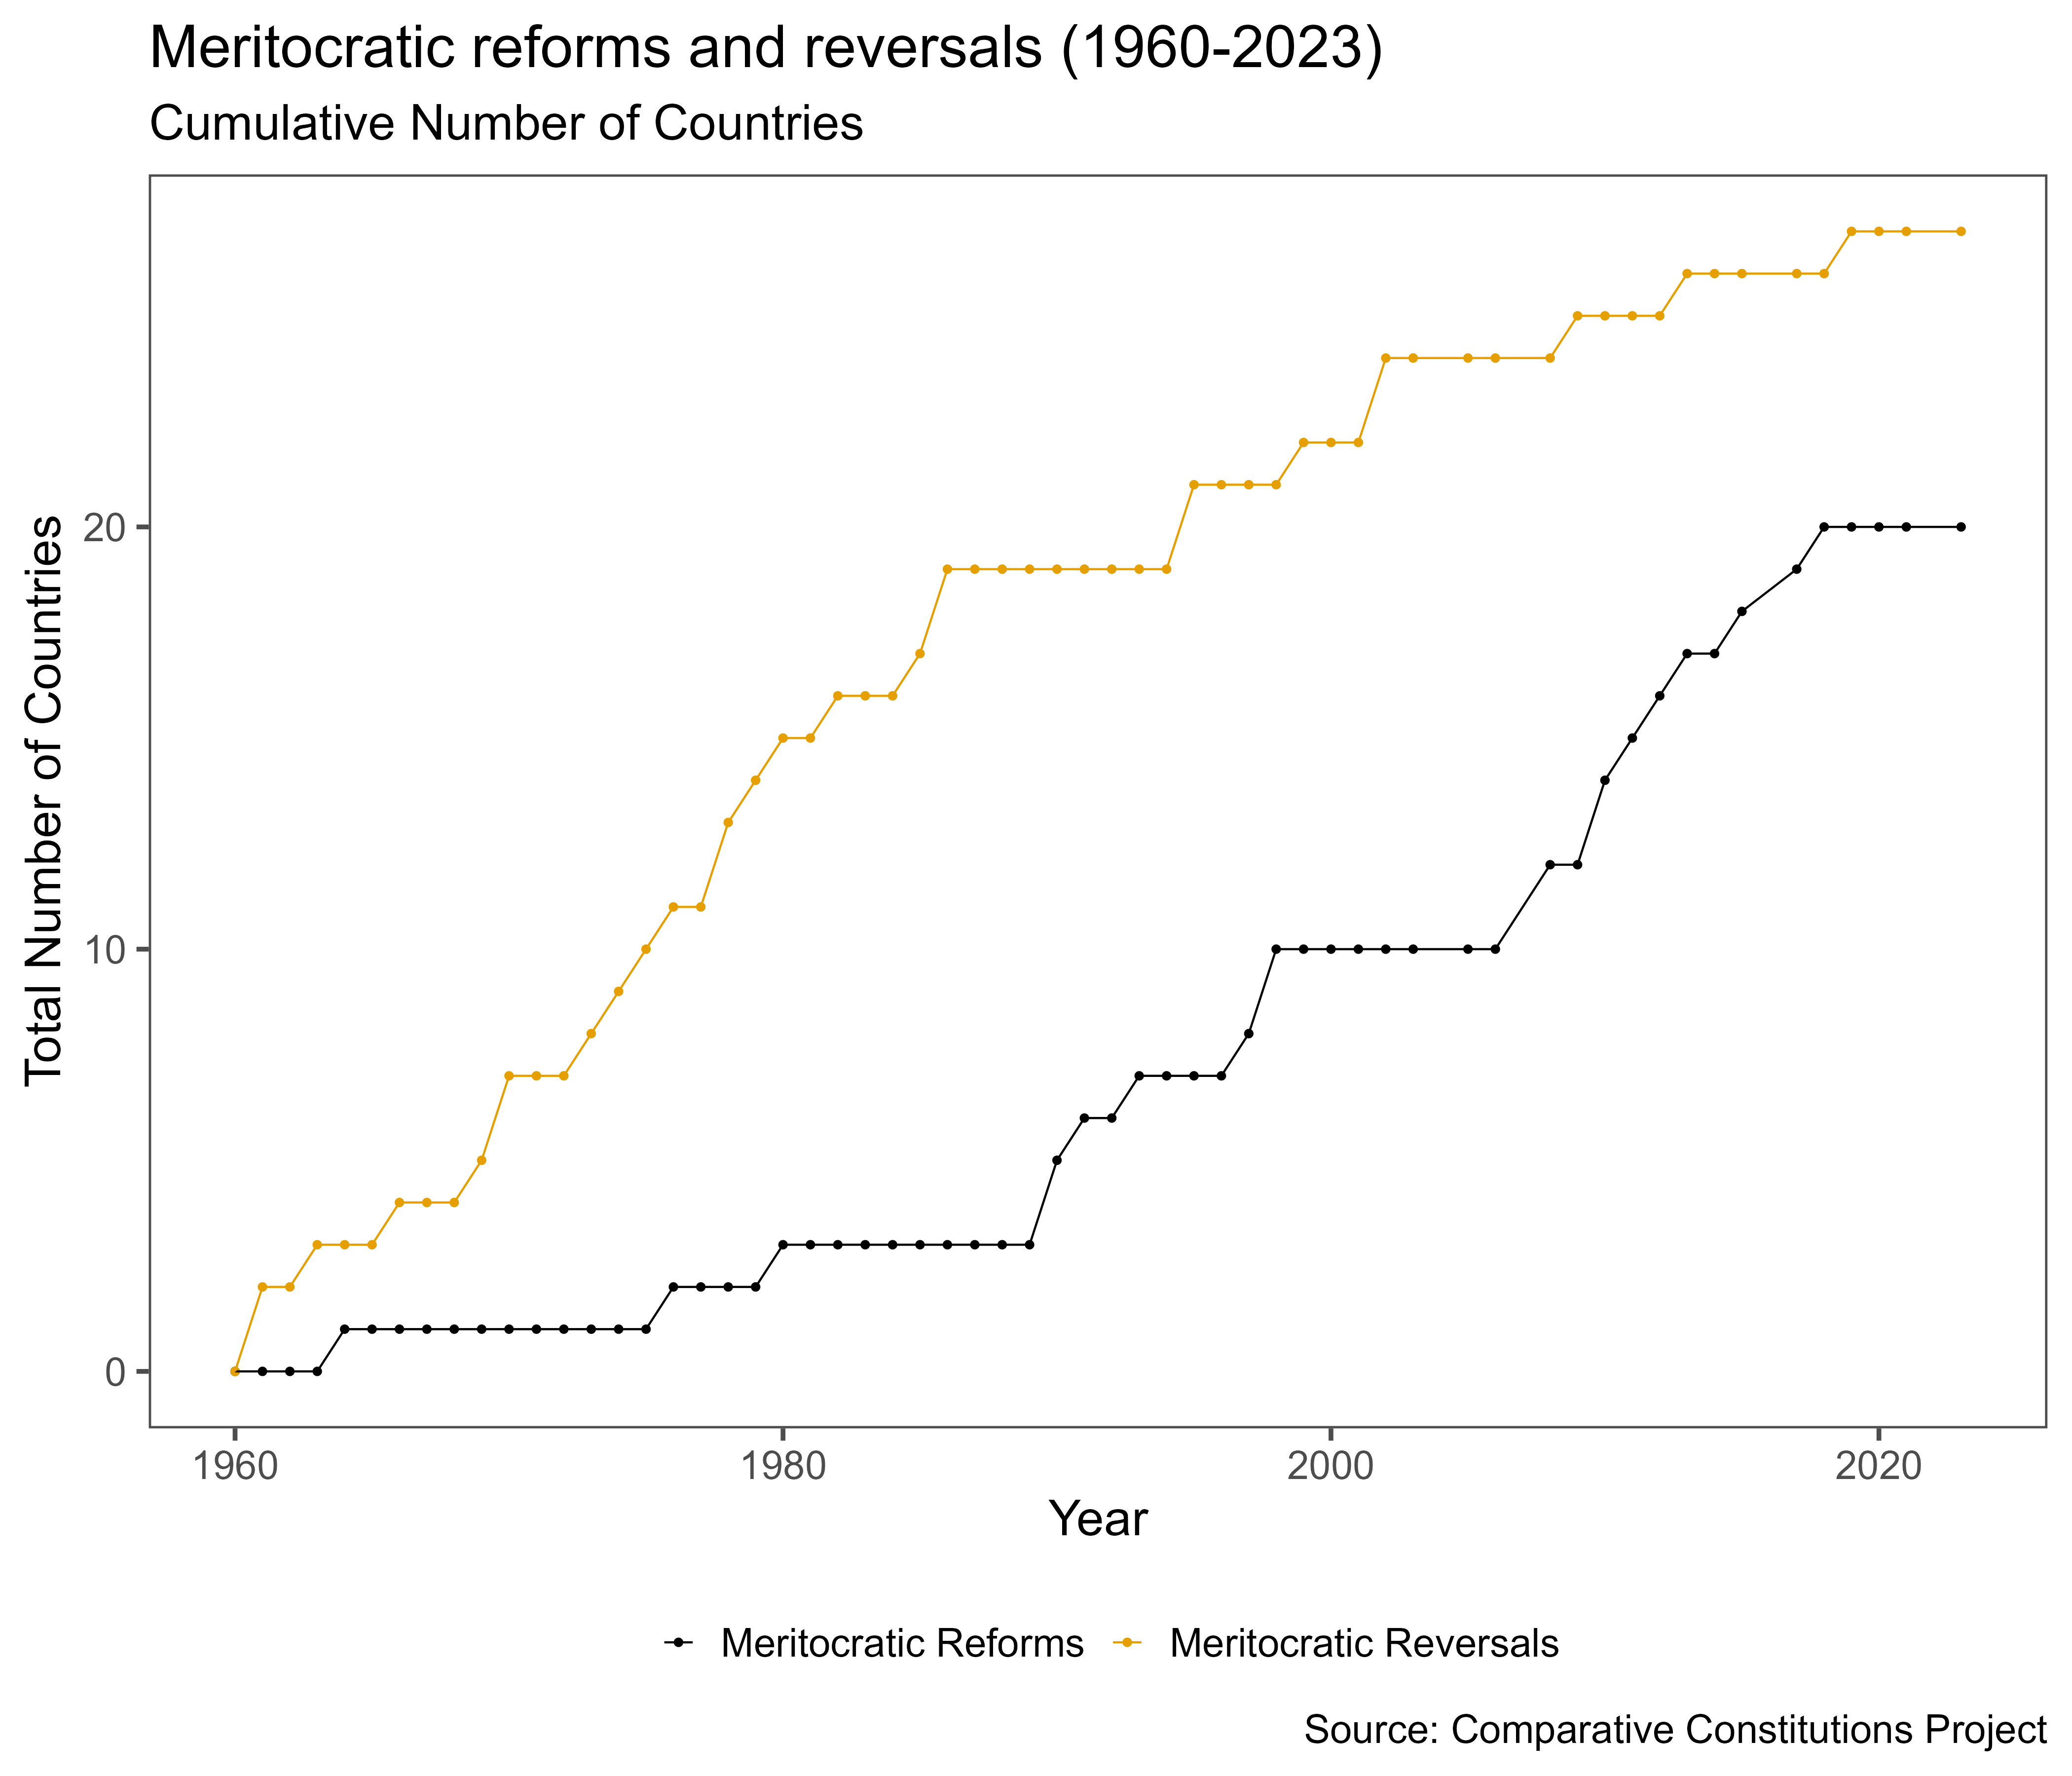 Meritocratic reforms and reversals (1960-2023)
Cumulative Number of Countries
Total Number of Countries
20
10
0
1960 1980 2000 2020
Year
Meritocratic Reforms Meritocratic Reversals
Source: Comparative Constitutions Project